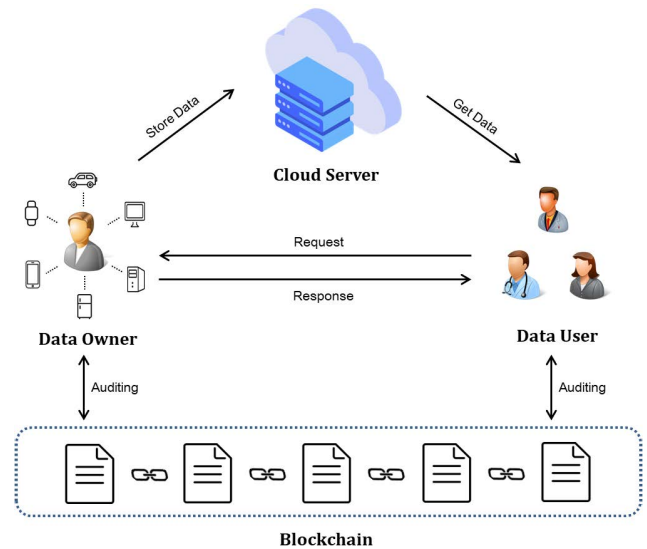 Store Data
Get Data
Cloud Server
Request
Response
Data Owner
Data User
Auditing
Auditing
Blockchain